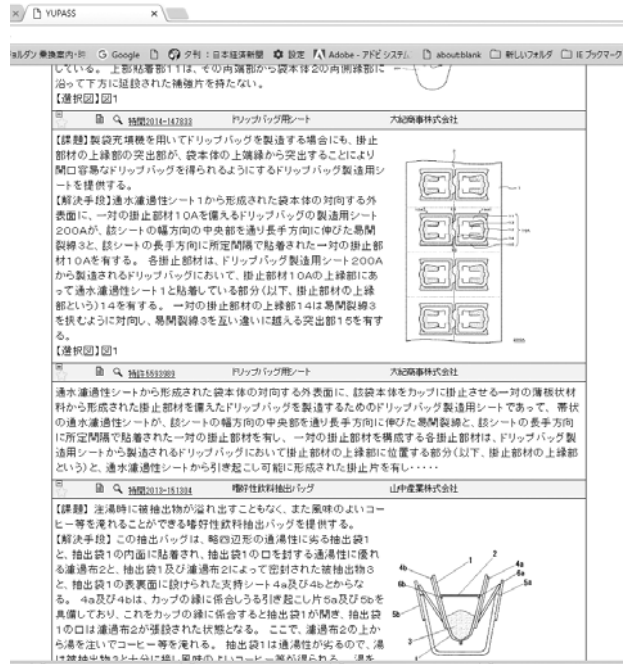 YUPASS
ョルダン乗換案内・時 Google 夕刊：日本経済新聞 設定 Adobe - アドビシステム about:blank 新しいフォルダ IE ブックマーク
している。 上部貼着部11は、その両端部から袋本体2の両側縁部に
沿って下方に延設された補強片を持たない。
【選択図】図1
特開2014-147833 ドリップバッグ用シート 大紀商事株式会社
【課題】製袋充填機を用いてドリップバッグを製造する場合にも、掛止
部材の上縁部の突出部が、袋本体の上端縁から突出することにより
開口容易なドリップバッグを得られるようにするドリップバッグ製造用シ
ートを提供する。
【解決手段】通水濾過性シート1から形成された袋本体の対向する外
表面に、一対の掛止部材10Aを備えるドリップバッグの製造用シート
200Aが、該シートの幅方向の中央部を通り長手方向に伸びた易開
裂線3と、該シートの長手方向に所定間隔で貼着された一対の掛止部
材10Aを有する。 各掛止部材は、ドリップバッグ製造用シート200A
から製造されるドリップバッグにおいて、掛止部材10Aの上縁部にあ
って通水濾過性シート1と貼着している部分(以下、掛止部材の上縁
部という)14を有する。 一対の掛止部材の上縁部14は易開裂線3
を挟むように対向し、易開裂線3を互い違いに越える突出部15を有す
る。
【選択図】図1
特許5593989 ドリップバッグ用シート 大紀商事株式会社
通水濾過性シートから形成された袋本体の対向する外表面に、該袋本体をカップに掛止させる一対の薄板状材
料から形成された掛止部材を備えたドリップバッグを製造するためのドリップバッグ製造用シートであって、 帯状
の通水濾過性シートが、該シートの幅方向の中央部を通り長手方向に伸びた易開裂線と、該シートの長手方向
に所定間隔で貼着された一対の掛止部材を有し、 一対の掛止部材を構成する各掛止部材は、ドリップバッグ製
造用シートから製造されるドリップバッグにおいて掛止部材の上縁部に位置する部分(以下、掛止部材の上縁部
という)と、通水濾過性シートから引き起こし可能に形成された掛止片を有し・・・・・
特開2013-151304 嗜好性飲料抽出バッグ 山中産業株式会社
【課題】 注湯時に被抽出物が溢れ出すこともなく、また風味のよいコー
ヒー等を淹れることができる嗜好性飲料抽出バッグを提供する。
【解決手段】 この抽出バッグは、略四辺形の通湯性に劣る抽出袋1
と、抽出袋1の内面に貼着され、抽出袋1の口を封する通湯性に優れ
る濾過布2と、抽出袋1及び濾過布2によって密封された被抽出物3
と、抽出袋1の表裏面に設けられた支持シート4a及び4bとからな
る。 4a及び4bは、カップの縁に係合しうる引き起こし片5a及び5bを
具備しており、これをカップの縁に係合すると抽出袋1が開き、抽出袋
1の口は濾過布2が張設された状態となる。 ここで、濾過布2の上か
ら湯を注いでコーヒー等を淹れる。 抽出袋1は通湯性が劣るので、湯
は被抽出物3と十分に接し風味のよいコーヒー等が得られる。 湯を
1
2
4b
4a
6b
6a
5b
5a
3